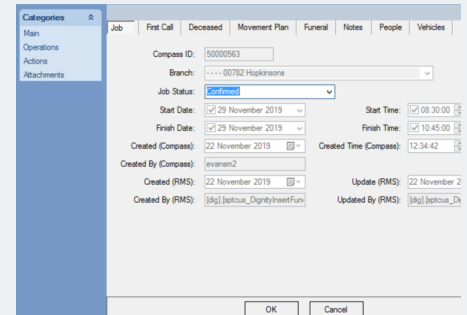 Categories
Main
Operations
Actions
Attachments
Job First Call Deceased Movement Plan Funeral Notes People Vehicles
Compass ID: 50000563
Branch: ---- 00782 Hopkinsons
Job Status: Confirmed
Start Date: 29 November 2019 Start Time: 08:30:00
Finish Date: 29 November 2019 Finish Time: 10:45:00
Created (Compass): 22 November 2019 Created Time (Compass): 12:34:42
Created By (Compass): evansm2
Created (RMS): 22 November 2019 Update (RMS): 22 November 2
Created By (RMS): [dig].[sptcus_DignityInsertFun Updated By (RMS): [dig].[sptcus_Dignity
OK Cancel